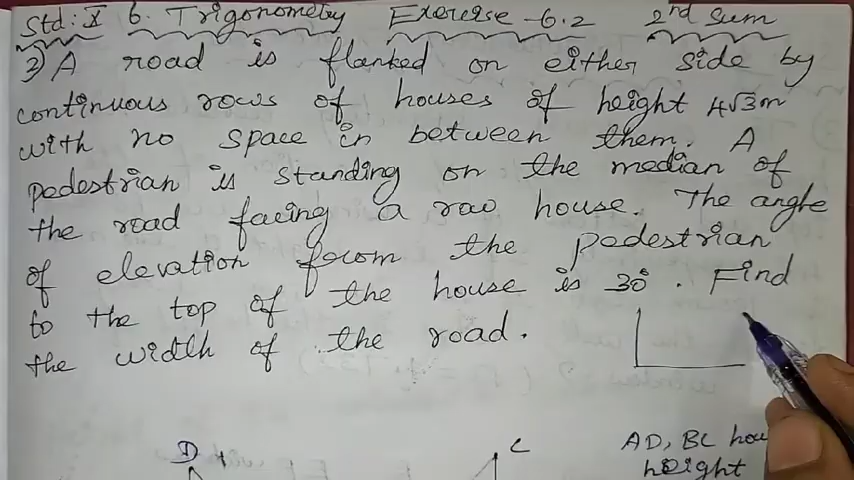 Std: X 6. Trigonometry Exercise - 6.2 2nd sum
2) A road is flanked on either side by
continuous rows of houses of height 4√3m
with no space in between them. A
pedestrian is standing on the median of
the road facing a row house. The angle
of elevation from the pedestrian
to the top of the house is 30°. Find
the width of the road.
D C AD, BC hou
height